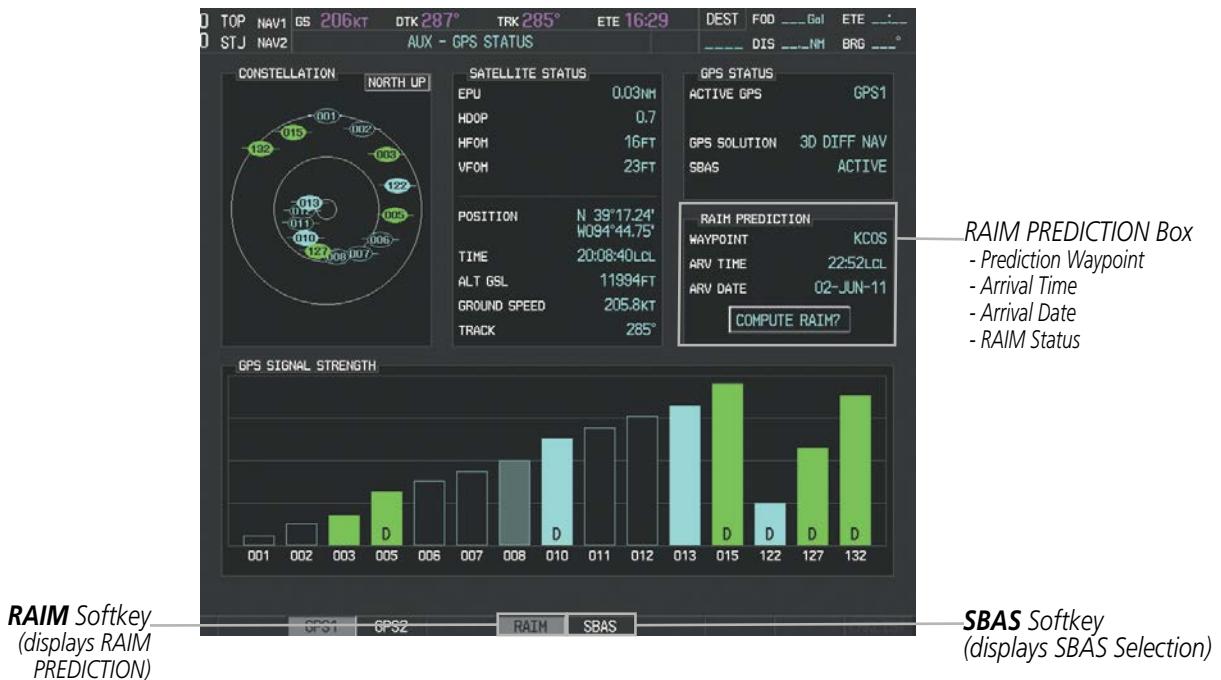 TOP NAV1 GS 206KT DTK 287° TRK 285° ETE 16:29 DEST FOD ___Gal ETE __:__
STJ NAV2 AUX - GPS STATUS ____ DIS __._NM BRG ___°
CONSTELLATION
NORTH UP
001
002
015
132
003
122
013
012
005
011
010
006
127
008
007
SATELLITE STATUS
EPU 0.03NM
HDOP 0.7
HFOM 16FT
VFOM 23FT
POSITION N 39°17.24'
W094°44.75'
TIME 20:08:40LCL
ALT GSL 11994FT
GROUND SPEED 205.8KT
TRACK 285°
GPS STATUS
ACTIVE GPS GPS1
GPS SOLUTION 3D DIFF NAV
SBAS ACTIVE
RAIM PREDICTION
WAYPOINT KCOS
ARV TIME 22:52LCL
ARV DATE 02-JUN-11
COMPUTE RAIM?
RAIM PREDICTION Box
- Prediction Waypoint
- Arrival Time
- Arrival Date
- RAIM Status
GPS SIGNAL STRENGTH
D D D D D D
001 002 003 005 006 007 008 010 011 012 013 015 122 127 132
GPS1 GPS2 RAIM SBAS
RAIM Softkey
(displays RAIM
PREDICTION)
SBAS Softkey
(displays SBAS Selection)